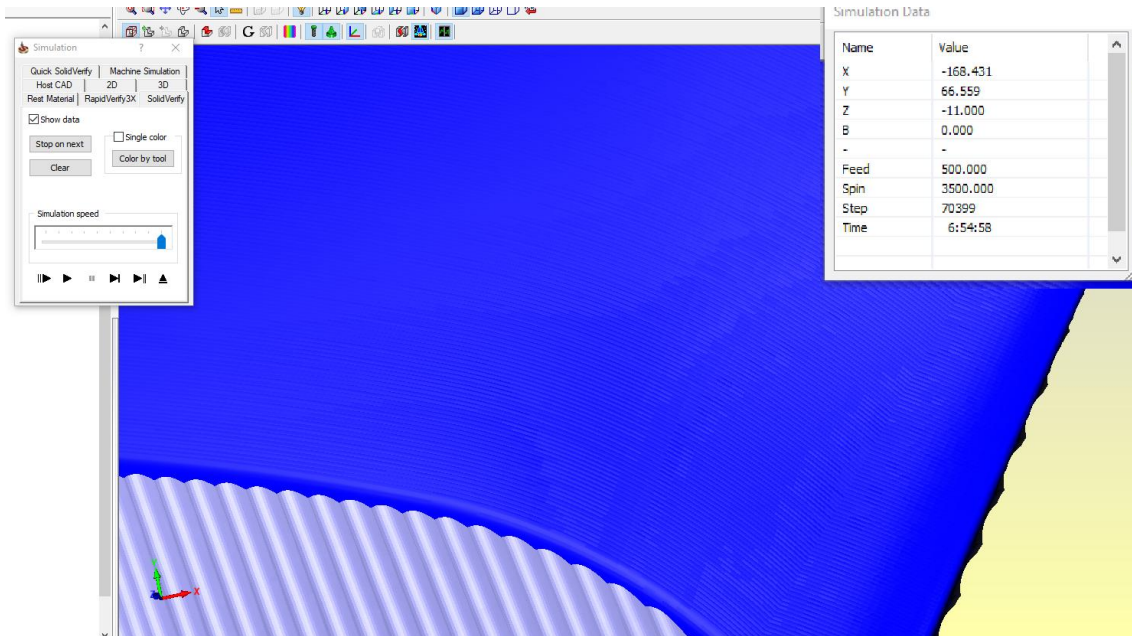 Simulation Data
Name Value
X -168.431
Y 66.559
Z -11.000
B 0.000
- -
Feed 500.000
Spin 3500.000
Step 70399
Time 6:54:58
Simulation ? ×
Quick SolidVerify Machine Simulation
Host CAD 2D 3D
Rest Material RapidVerify3X SolidVerify
Show data
Stop on next
Single color
Clear
Color by tool
Simulation speed
G
Y
X
Z